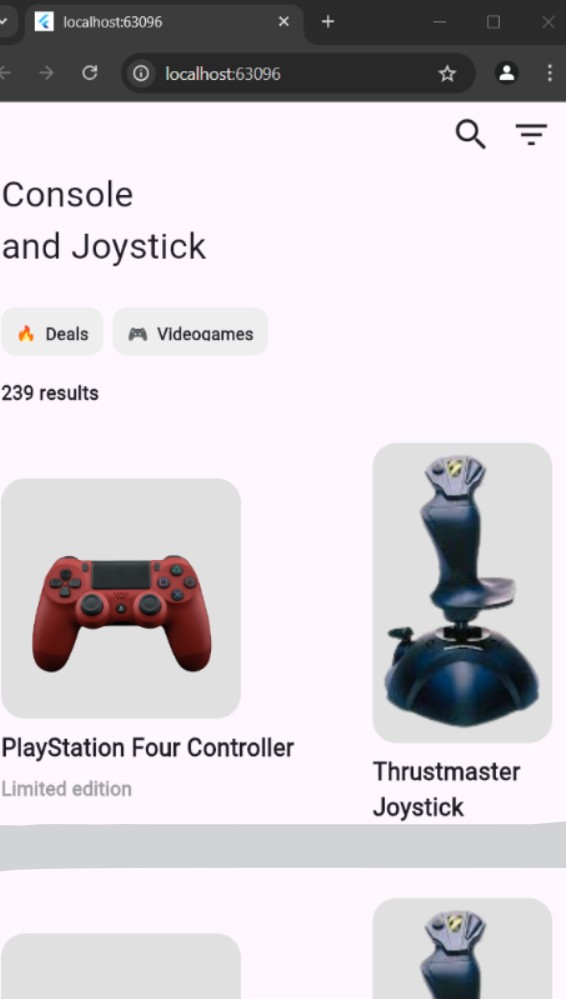 localhost:63096
localhost:63096
Console
and Joystick
🔥 Deals
🎮 Videogames
239 results
PlayStation Four Controller
Limited edition
Thrustmaster
Joystick